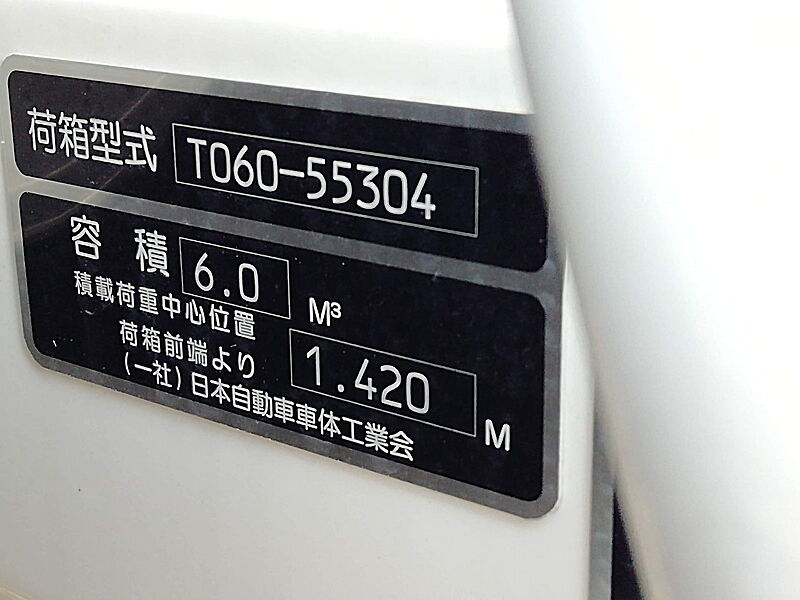 荷箱型式 TO60-55304
容積 6.0 M³
積載荷重中心位置
荷箱前端より 1.420 M
(一社)日本自動車車体工業会